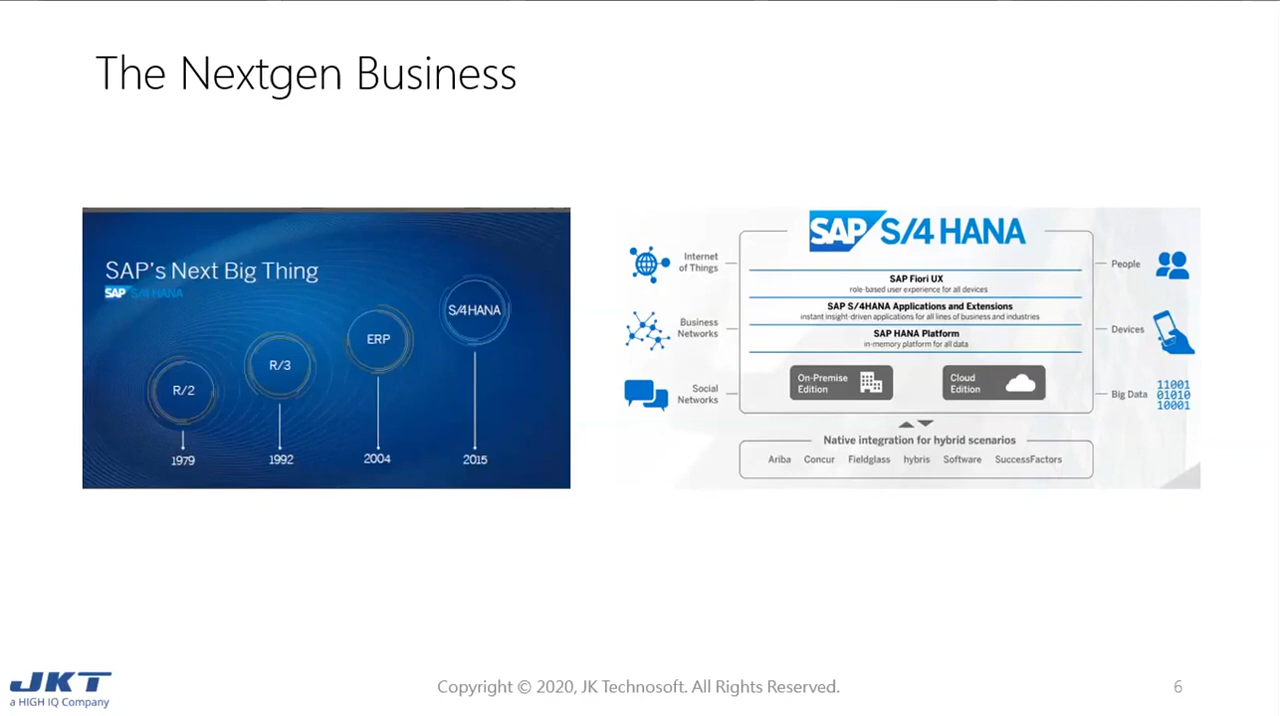 The Nextgen Business
SAP's Next Big Thing
SAP S/4HANA
R/2
R/3
ERP
S/4HANA
1979
1992
2004
2015
SAP S/4 HANA
Internet
of Things
Business
Networks
Social
Networks
SAP Fiori UX
role-based user experience for all devices
SAP S/4HANA Applications and Extensions
instant insight-driven applications for all lines of business and industries
SAP HANA Platform
in-memory platform for all data
On-Premise
Edition
Cloud
Edition
People
Devices
Big Data
11001
01010
10001
Native integration for hybrid scenarios
Ariba Concur Fieldglass hybris Software SuccessFactors
JKT
a HIGH IQ Company
Copyright © 2020, JK Technosoft. All Rights Reserved.
6